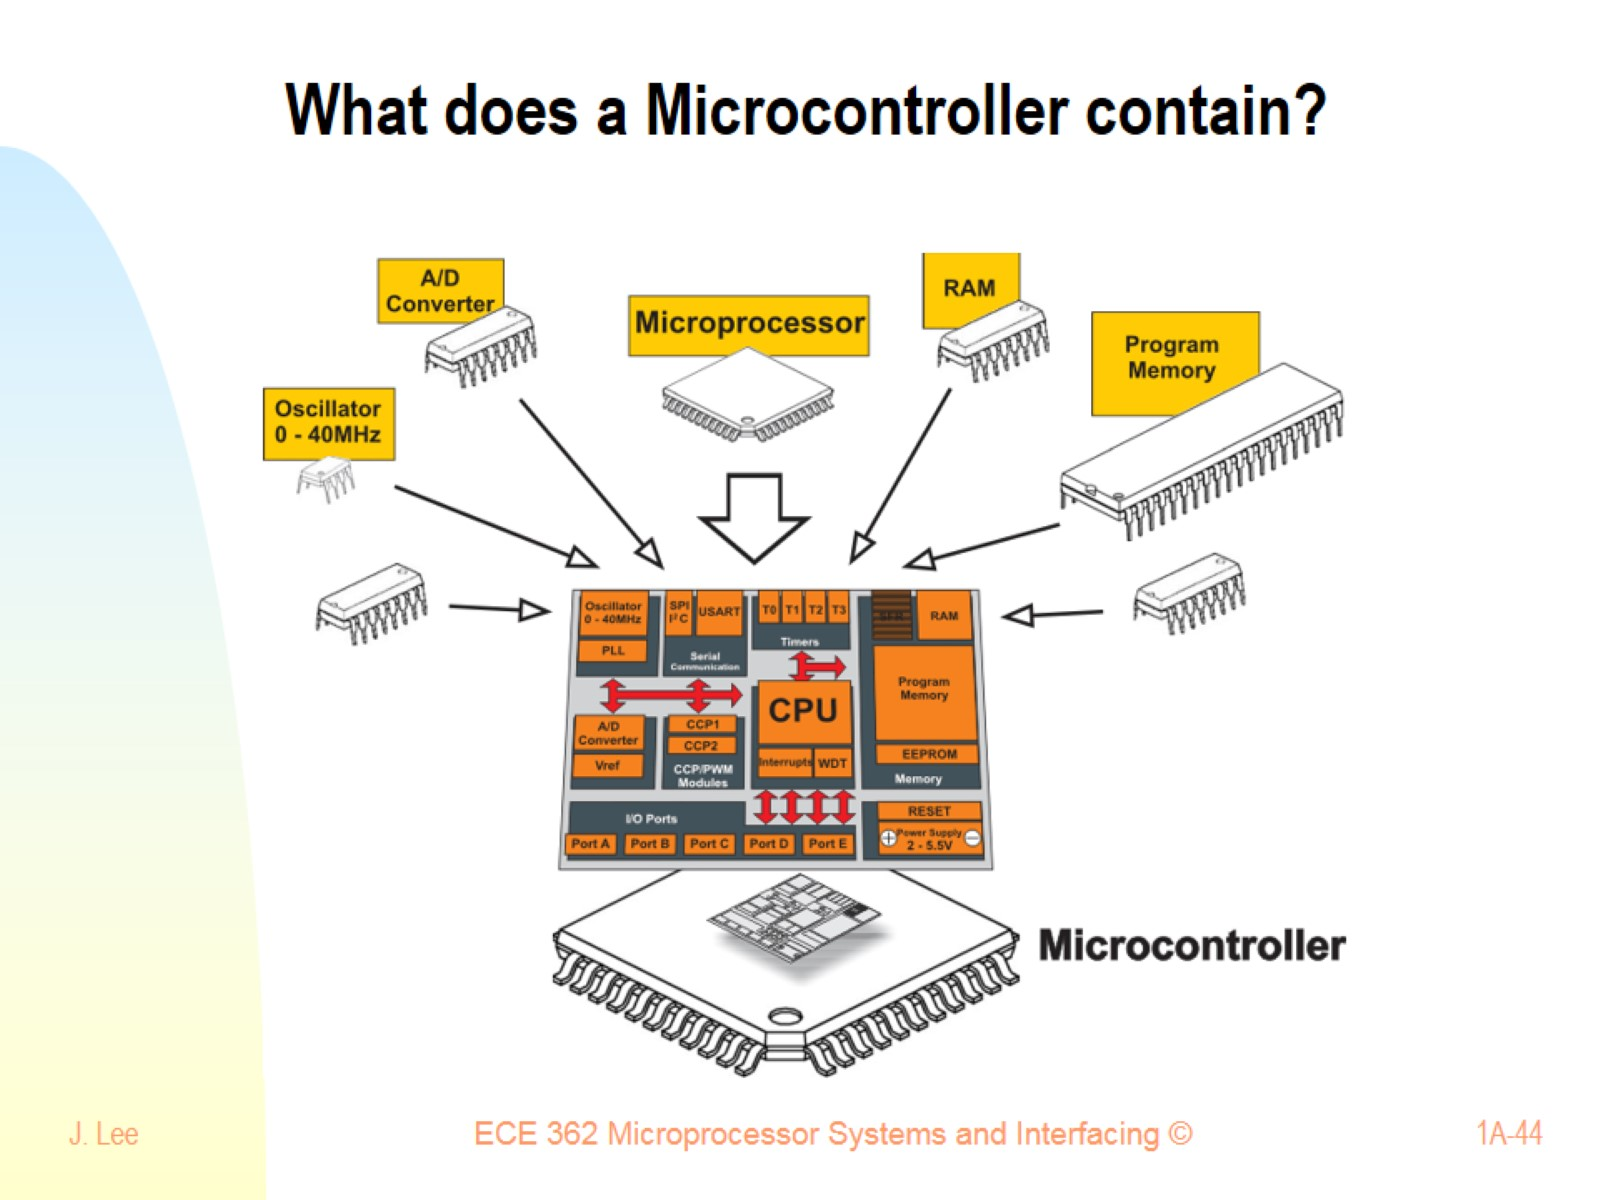 What does a Microcontroller contain?
A/D
Converter
Microprocessor
RAM
Program
Memory
Oscillator
0 - 40MHz
Oscillator
0 - 40MHz
PLL
SPI
I²C
USART
Serial
Communication
T0 T1 T2 T3
Timers
SFR
RAM
Program
Memory
EEPROM
Memory
A/D
Converter
Vref
CCP1
CCP2
CCP/PWM
Modules
CPU
Interrupts WDT
I/O Ports
Port A Port B Port C Port D Port E
RESET
+ Power Supply −
2 - 5.5V
Microcontroller
J. Lee
ECE 362 Microprocessor Systems and Interfacing ©
1A-44